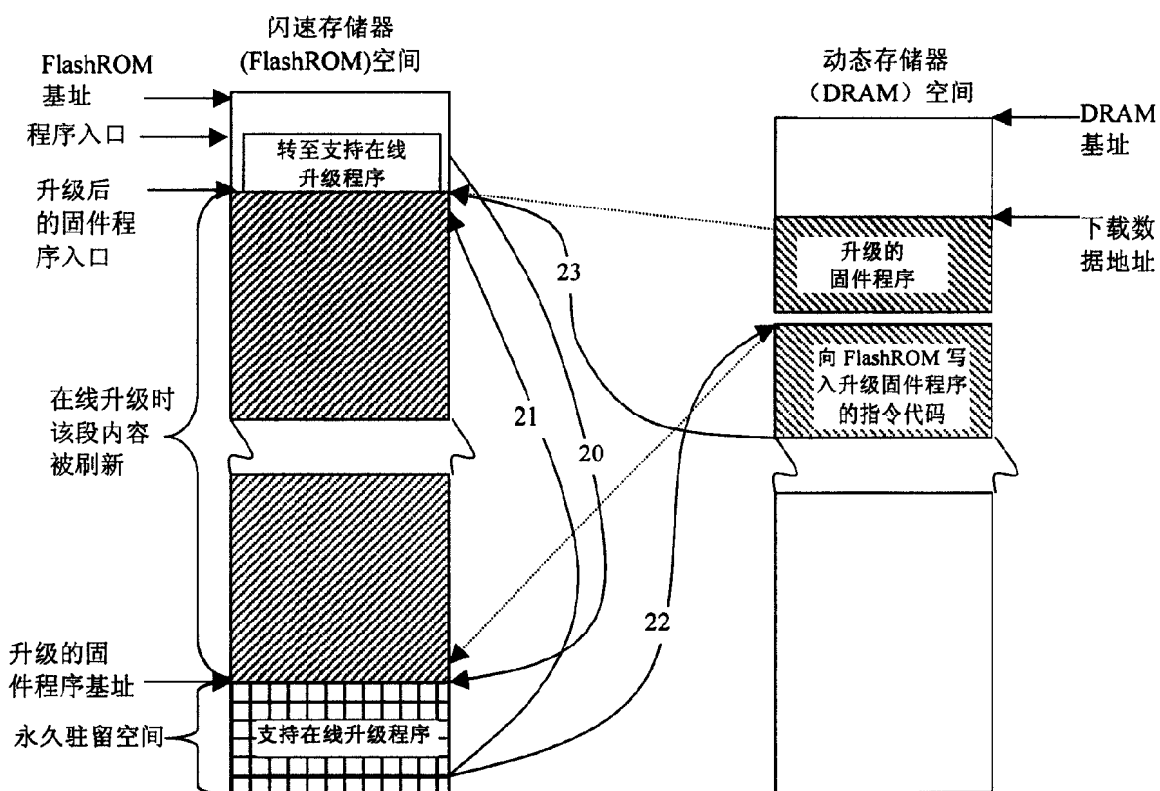 闪速存储器
(FlashROM)空间
FlashROM
基址
程序入口
转至支持在线
升级程序
升级后
的固件程
序入口
在线升级时
该段内容
被刷新
升级的固
件程序基址
永久驻留空间
支持在线升级程序
21
20
23
22
动态存储器
（DRAM）空间
DRAM
基址
下载数
据地址
升级的
固件程序
向 FlashROM 写
入升级固件程序
的指令代码